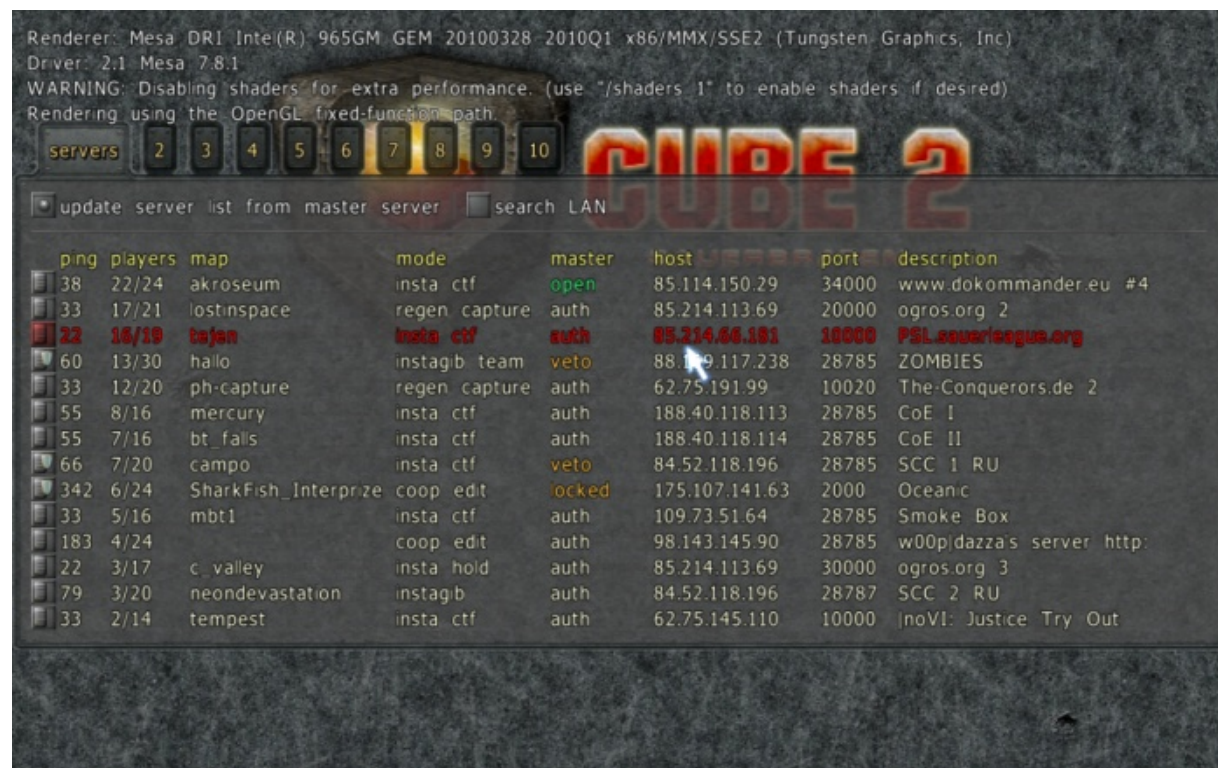 Renderer: Mesa DRI Inte(R) 965GM GEM 20100328 2010Q1 x86/MMX/SSE2 (Tungsten Graphics, Inc)
Driver: 2.1 Mesa 7.8.1
WARNING: Disabling shaders for extra performance. (use "/shaders 1" to enable shaders if desired)
Rendering using the OpenGL fixed-function path.
servers 2 3 4 5 6 7 8 9 10
CUBE 2
update server list from master server search LAN
ping players map mode master host port description
38 22/24 akroseum insta ctf open 85.114.150.29 34000 www.dokommander.eu #4
33 17/21 lostinspace regen capture auth 85.214.113.69 20000 ogros.org 2
22 16/19 tejen insta ctf auth 85.214.66.181 10000 PSL.sauerleague.org
60 13/30 hallo instagib team veto 28785 ZOMBIES
33 12/20 ph-capture regen capture auth 62.75.191.99 10020 The-Conquerors.de 2
55 8/16 mercury insta ctf auth 188.40.118.113 28785 CoE I
55 7/16 bt_falls insta ctf auth 188.40.118.114 28785 CoE II
66 7/20 campo insta ctf veto 84.52.118.196 28785 SCC 1 RU
342 6/24 SharkFish_Interprize coop edit locked 175.107.141.63 2000 Oceanic
33 5/16 mbt1 insta ctf auth 109.73.51.64 28785 Smoke Box
183 4/24 coop edit auth 98.143.145.90 28785 w00p|dazza's server http:
22 3/17 c_valley insta hold auth 85.214.113.69 30000 ogros.org 3
79 3/20 neondevastation instagib auth 84.52.118.196 28787 SCC 2 RU
33 2/14 tempest insta ctf auth 62.75.145.110 10000 |noVI: Justice Try Out